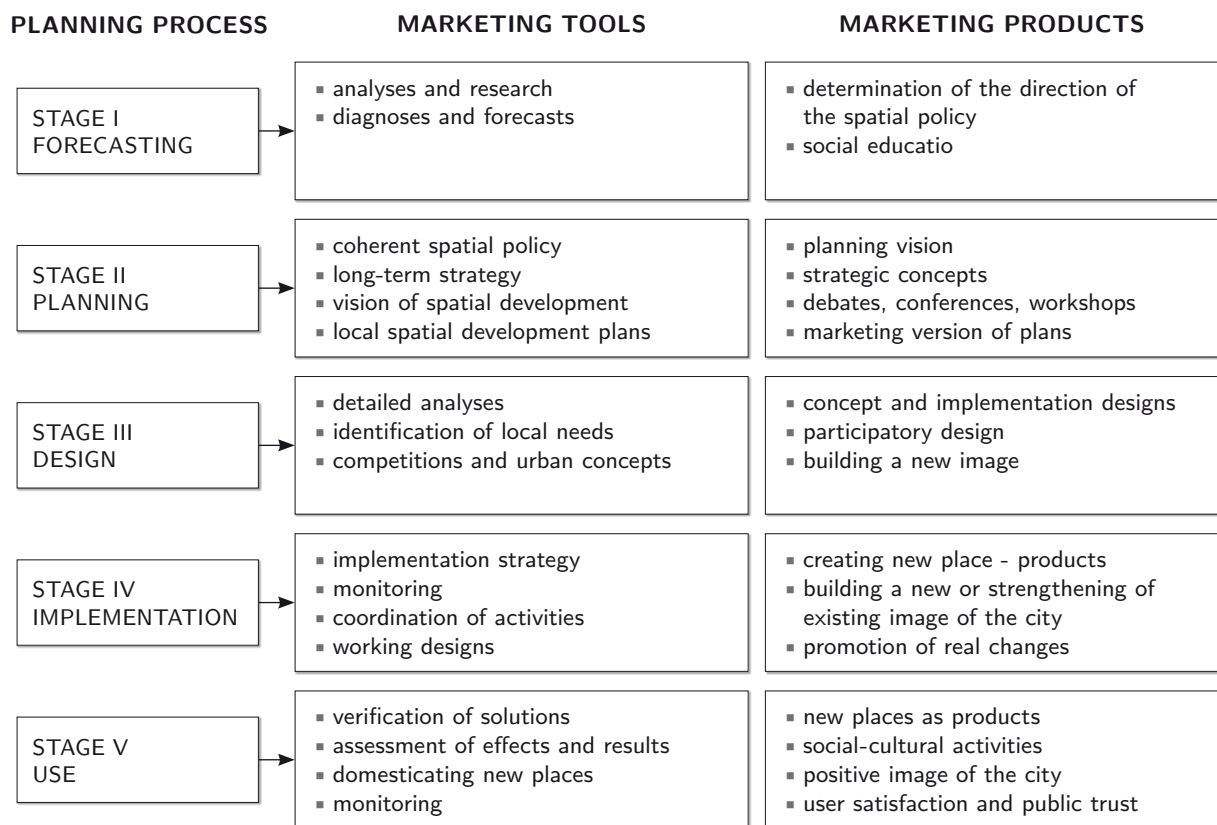 PLANNING PROCESS
MARKETING TOOLS
MARKETING PRODUCTS
STAGE I
FORECASTING
▪ analyses and research
▪ diagnoses and forecasts
▪ determination of the direction of
the spatial policy
▪ social educatio
STAGE II
PLANNING
▪ coherent spatial policy
▪ long-term strategy
▪ vision of spatial development
▪ local spatial development plans
▪ planning vision
▪ strategic concepts
▪ debates, conferences, workshops
▪ marketing version of plans
STAGE III
DESIGN
▪ detailed analyses
▪ identification of local needs
▪ competitions and urban concepts
▪ concept and implementation designs
▪ participatory design
▪ building a new image
STAGE IV
IMPLEMENTATION
▪ implementation strategy
▪ monitoring
▪ coordination of activities
▪ working designs
▪ creating new place - products
▪ building a new or strengthening of
existing image of the city
▪ promotion of real changes
STAGE V
USE
▪ verification of solutions
▪ assessment of effects and results
▪ domesticating new places
▪ monitoring
▪ new places as products
▪ social-cultural activities
▪ positive image of the city
▪ user satisfaction and public trust